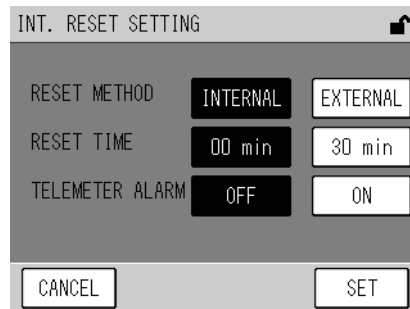 INT. RESET SETTING
RESET METHOD INTERNAL EXTERNAL
RESET TIME 00 min 30 min
TELEMETER ALARM OFF ON
CANCEL SET